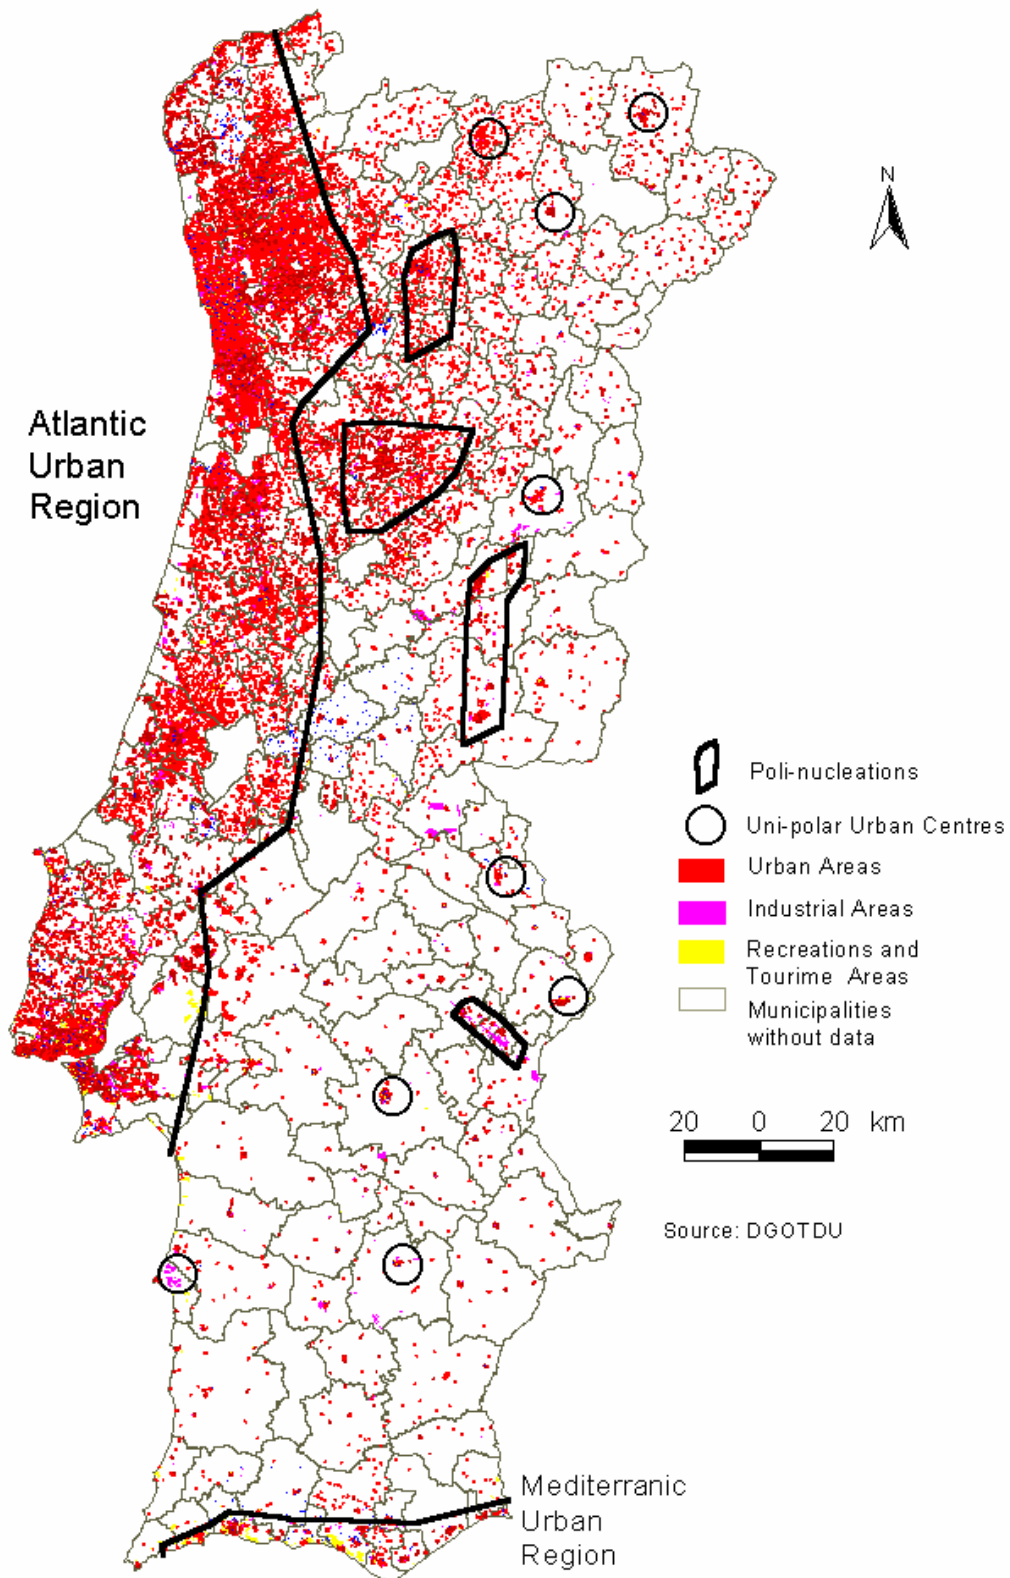 N
Atlantic
Urban
Region
Poli-nucleations
Uni-polar Urban Centres
Urban Areas
Industrial Areas
Recreations and
Tourime Areas
Municipalities
without data
20 0 20 km
Source: DGOTDU
Mediterranic
Urban
Region